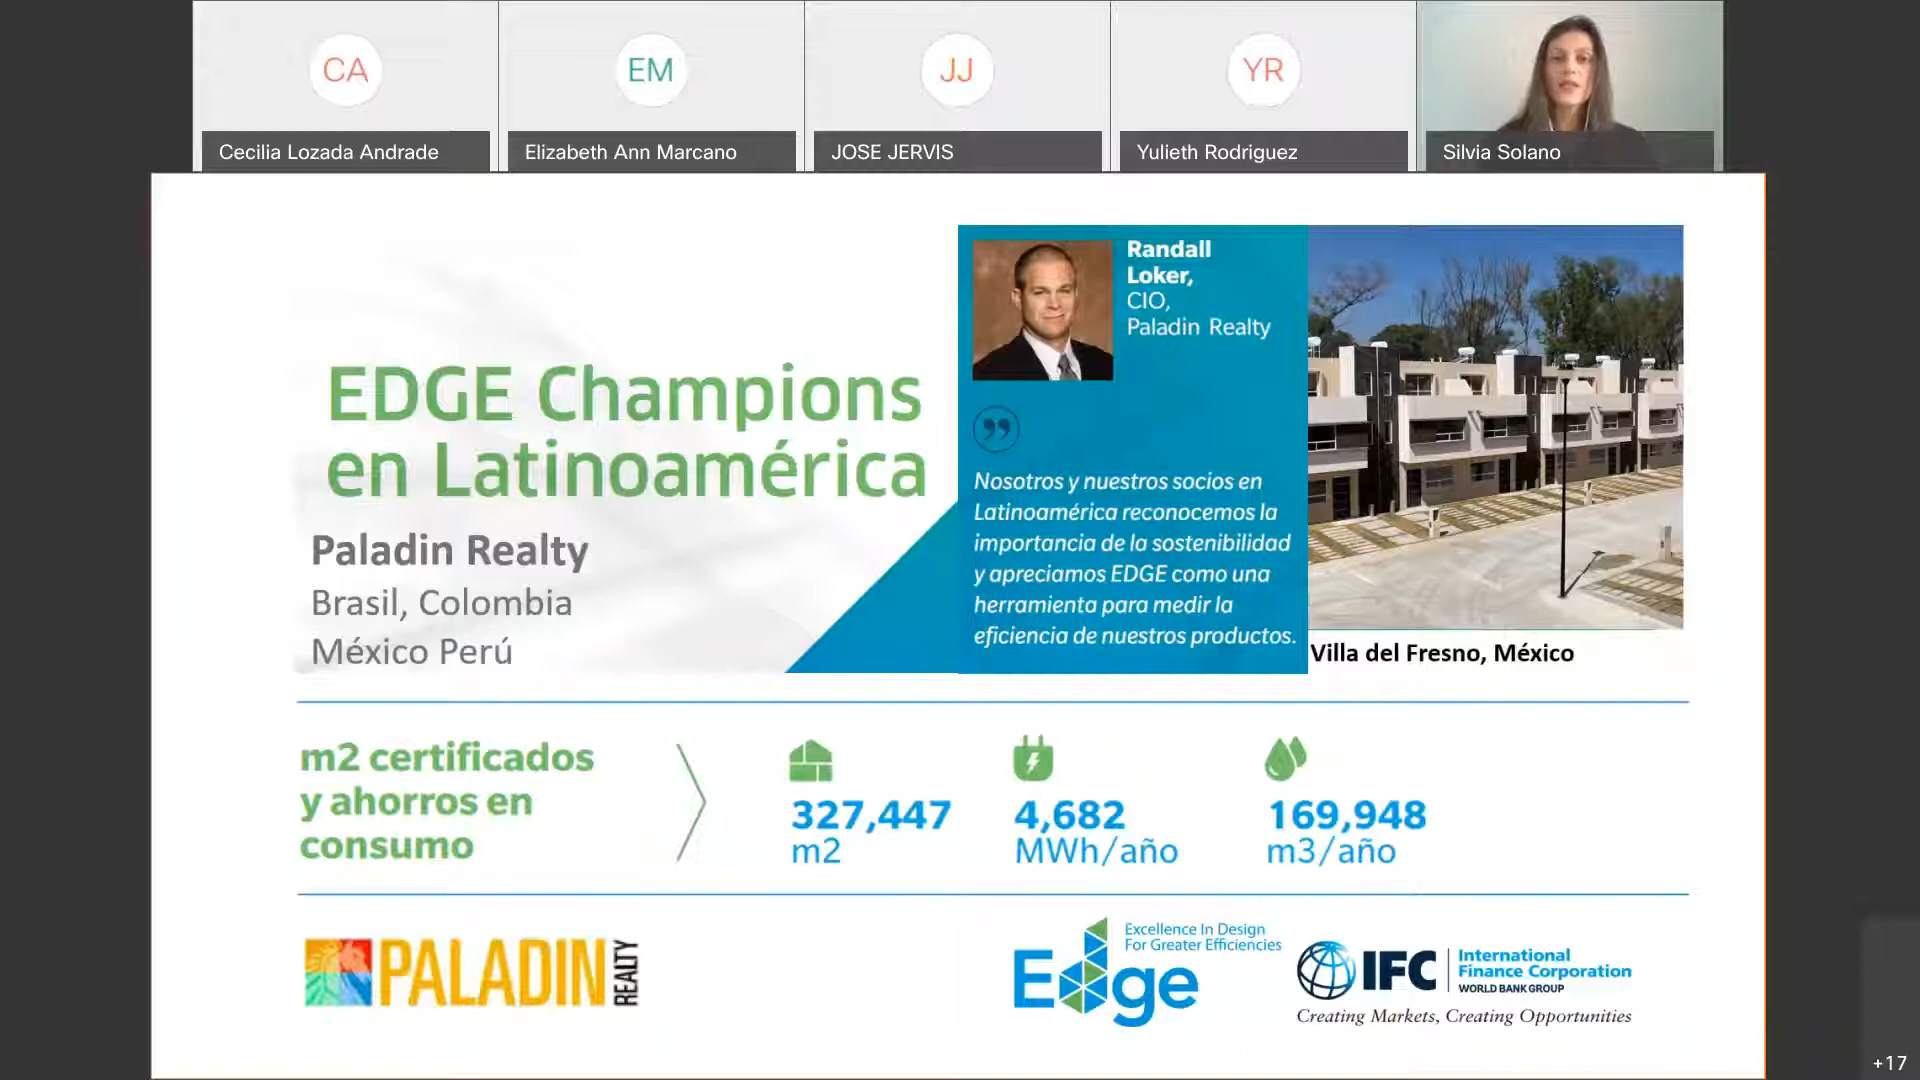 CA
EM
JJ
YR
Cecilia Lozada Andrade
Elizabeth Ann Marcano
JOSE JERVIS
Yulieth Rodriguez
Silvia Solano
EDGE Champions
en Latinoamérica
Paladin Realty
Brasil, Colombia
México Perú
Randall
Loker,
CIO,
Paladin Realty
”
Nosotros y nuestros socios en
Latinoamérica reconocemos la
importancia de la sostenibilidad
y apreciamos EDGE como una
herramienta para medir la
eficiencia de nuestros productos.
Villa del Fresno, México
m2 certificados
y ahorros en
consumo
327,447
m2
4,682
MWh/año
169,948
m3/año
PALADIN
REALTY
Edge
Excellence In Design
For Greater Efficiencies
IFC
International
Finance Corporation
WORLD BANK GROUP
Creating Markets, Creating Opportunities
+17